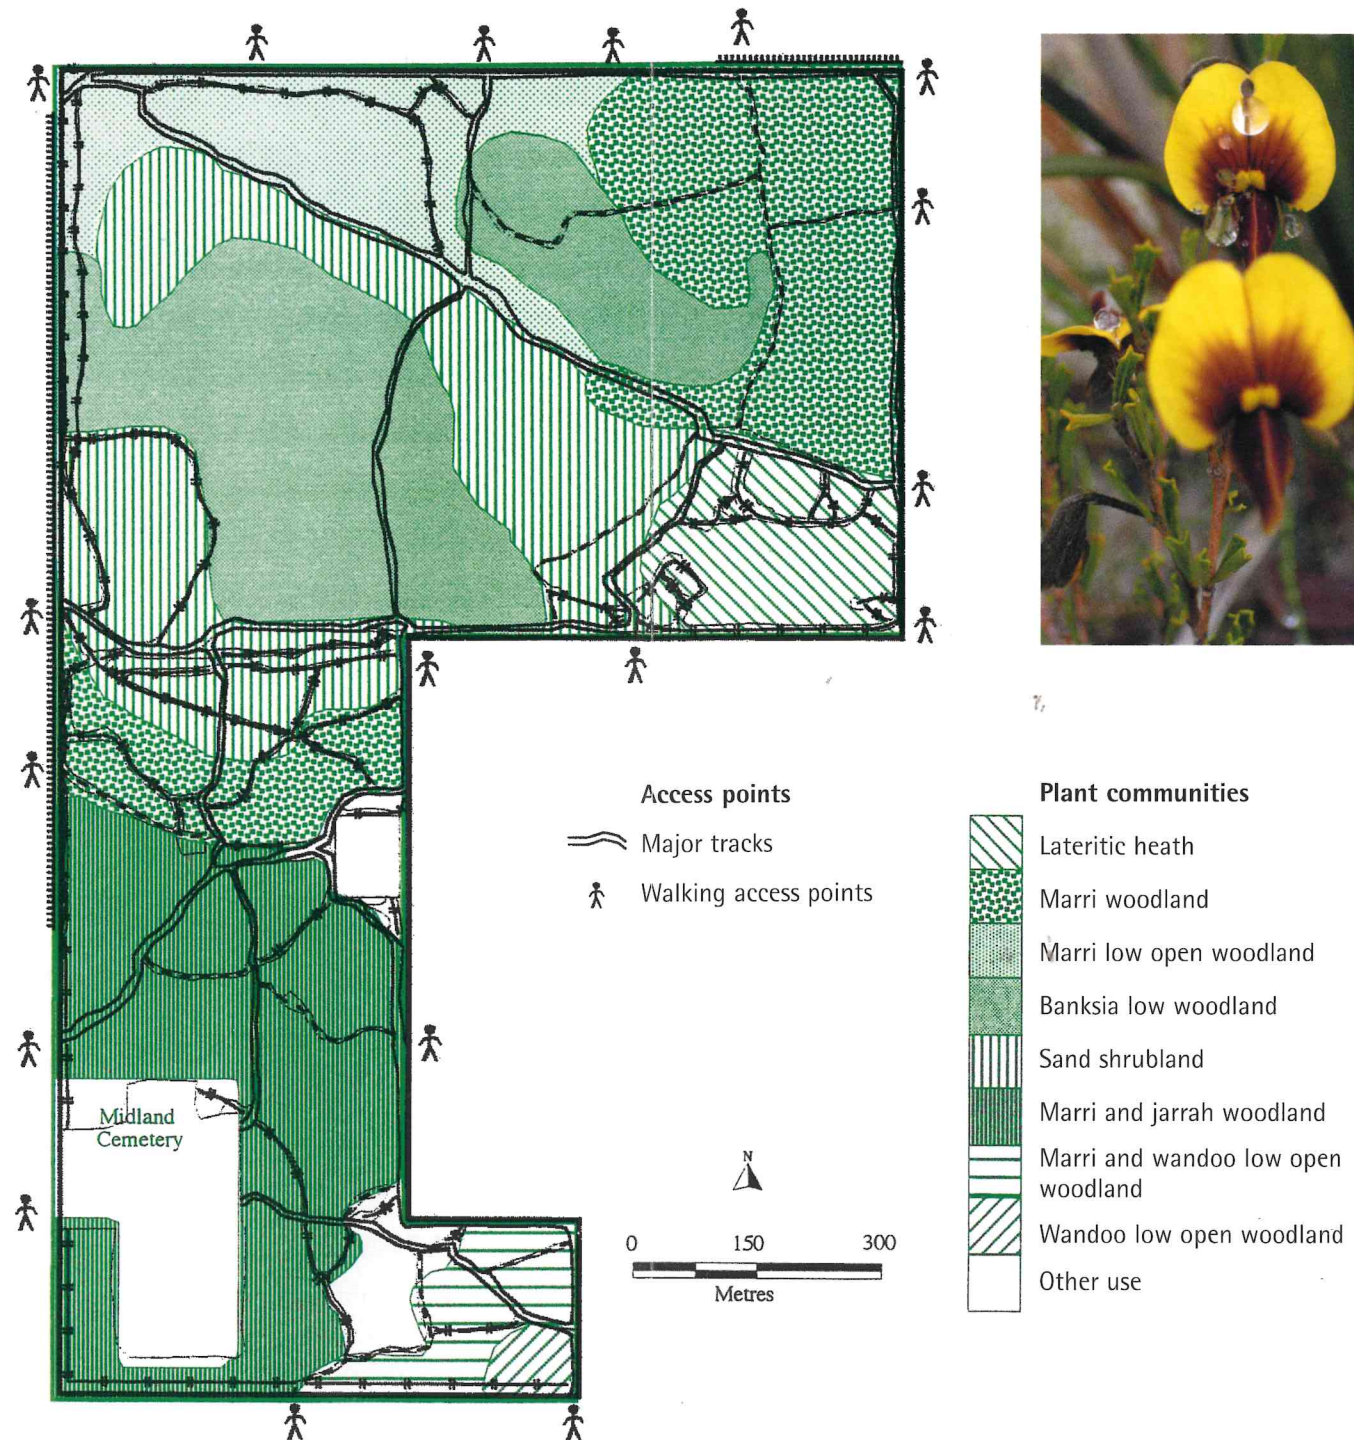 Midland
Cemetery
Access points
Major tracks
Walking access points
N
0 150 300
Metres
Plant communities
Lateritic heath
Marri woodland
Marri low open woodland
Banksia low woodland
Sand shrubland
Marri and jarrah woodland
Marri and wandoo low open
woodland
Wandoo low open woodland
Other use